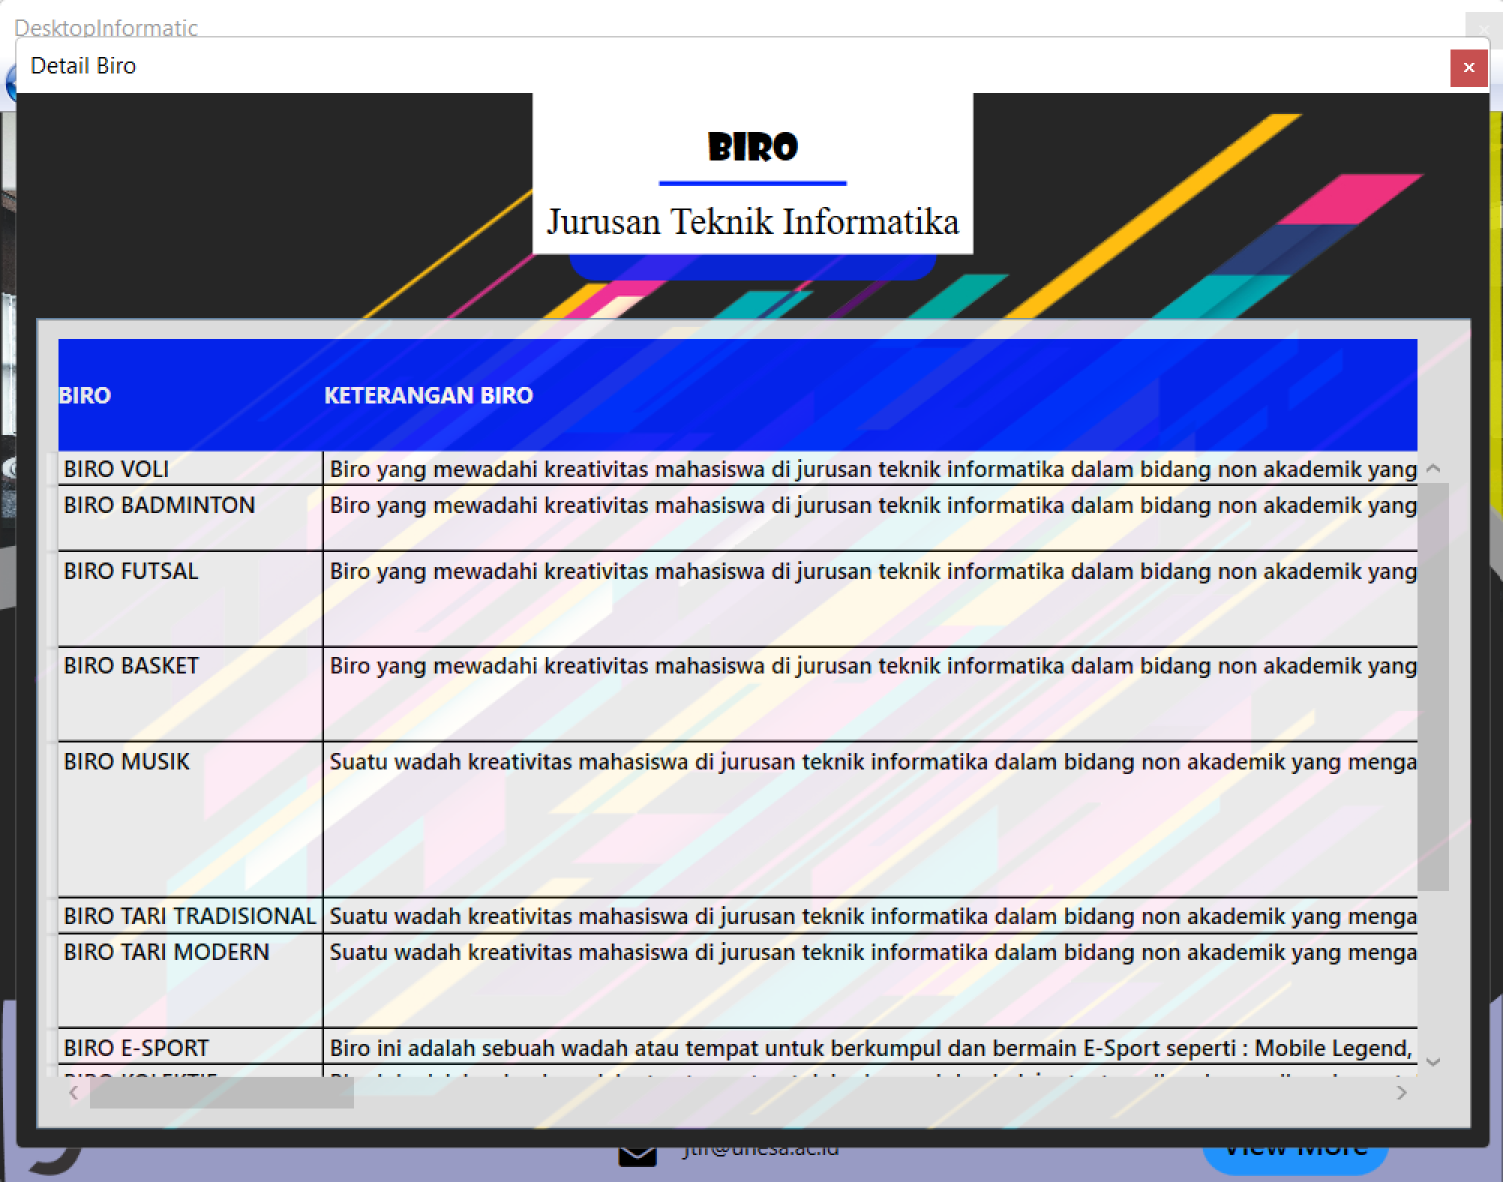 DesktopInformatic
Detail Biro
BIRO
Jurusan Teknik Informatika
BIRO KETERANGAN BIRO
BIRO VOLI Biro yang mewadahi kreativitas mahasiswa di jurusan teknik informatika dalam bidang non akademik yang
BIRO BADMINTON Biro yang mewadahi kreativitas mahasiswa di jurusan teknik informatika dalam bidang non akademik yang
BIRO FUTSAL Biro yang mewadahi kreativitas mahasiswa di jurusan teknik informatika dalam bidang non akademik yang
BIRO BASKET Biro yang mewadahi kreativitas mahasiswa di jurusan teknik informatika dalam bidang non akademik yang
BIRO MUSIK Suatu wadah kreativitas mahasiswa di jurusan teknik informatika dalam bidang non akademik yang menga
BIRO TARI TRADISIONAL Suatu wadah kreativitas mahasiswa di jurusan teknik informatika dalam bidang non akademik yang menga
BIRO TARI MODERN Suatu wadah kreativitas mahasiswa di jurusan teknik informatika dalam bidang non akademik yang menga
BIRO E-SPORT Biro ini adalah sebuah wadah atau tempat untuk berkumpul dan bermain E-Sport seperti : Mobile Legend,
View More